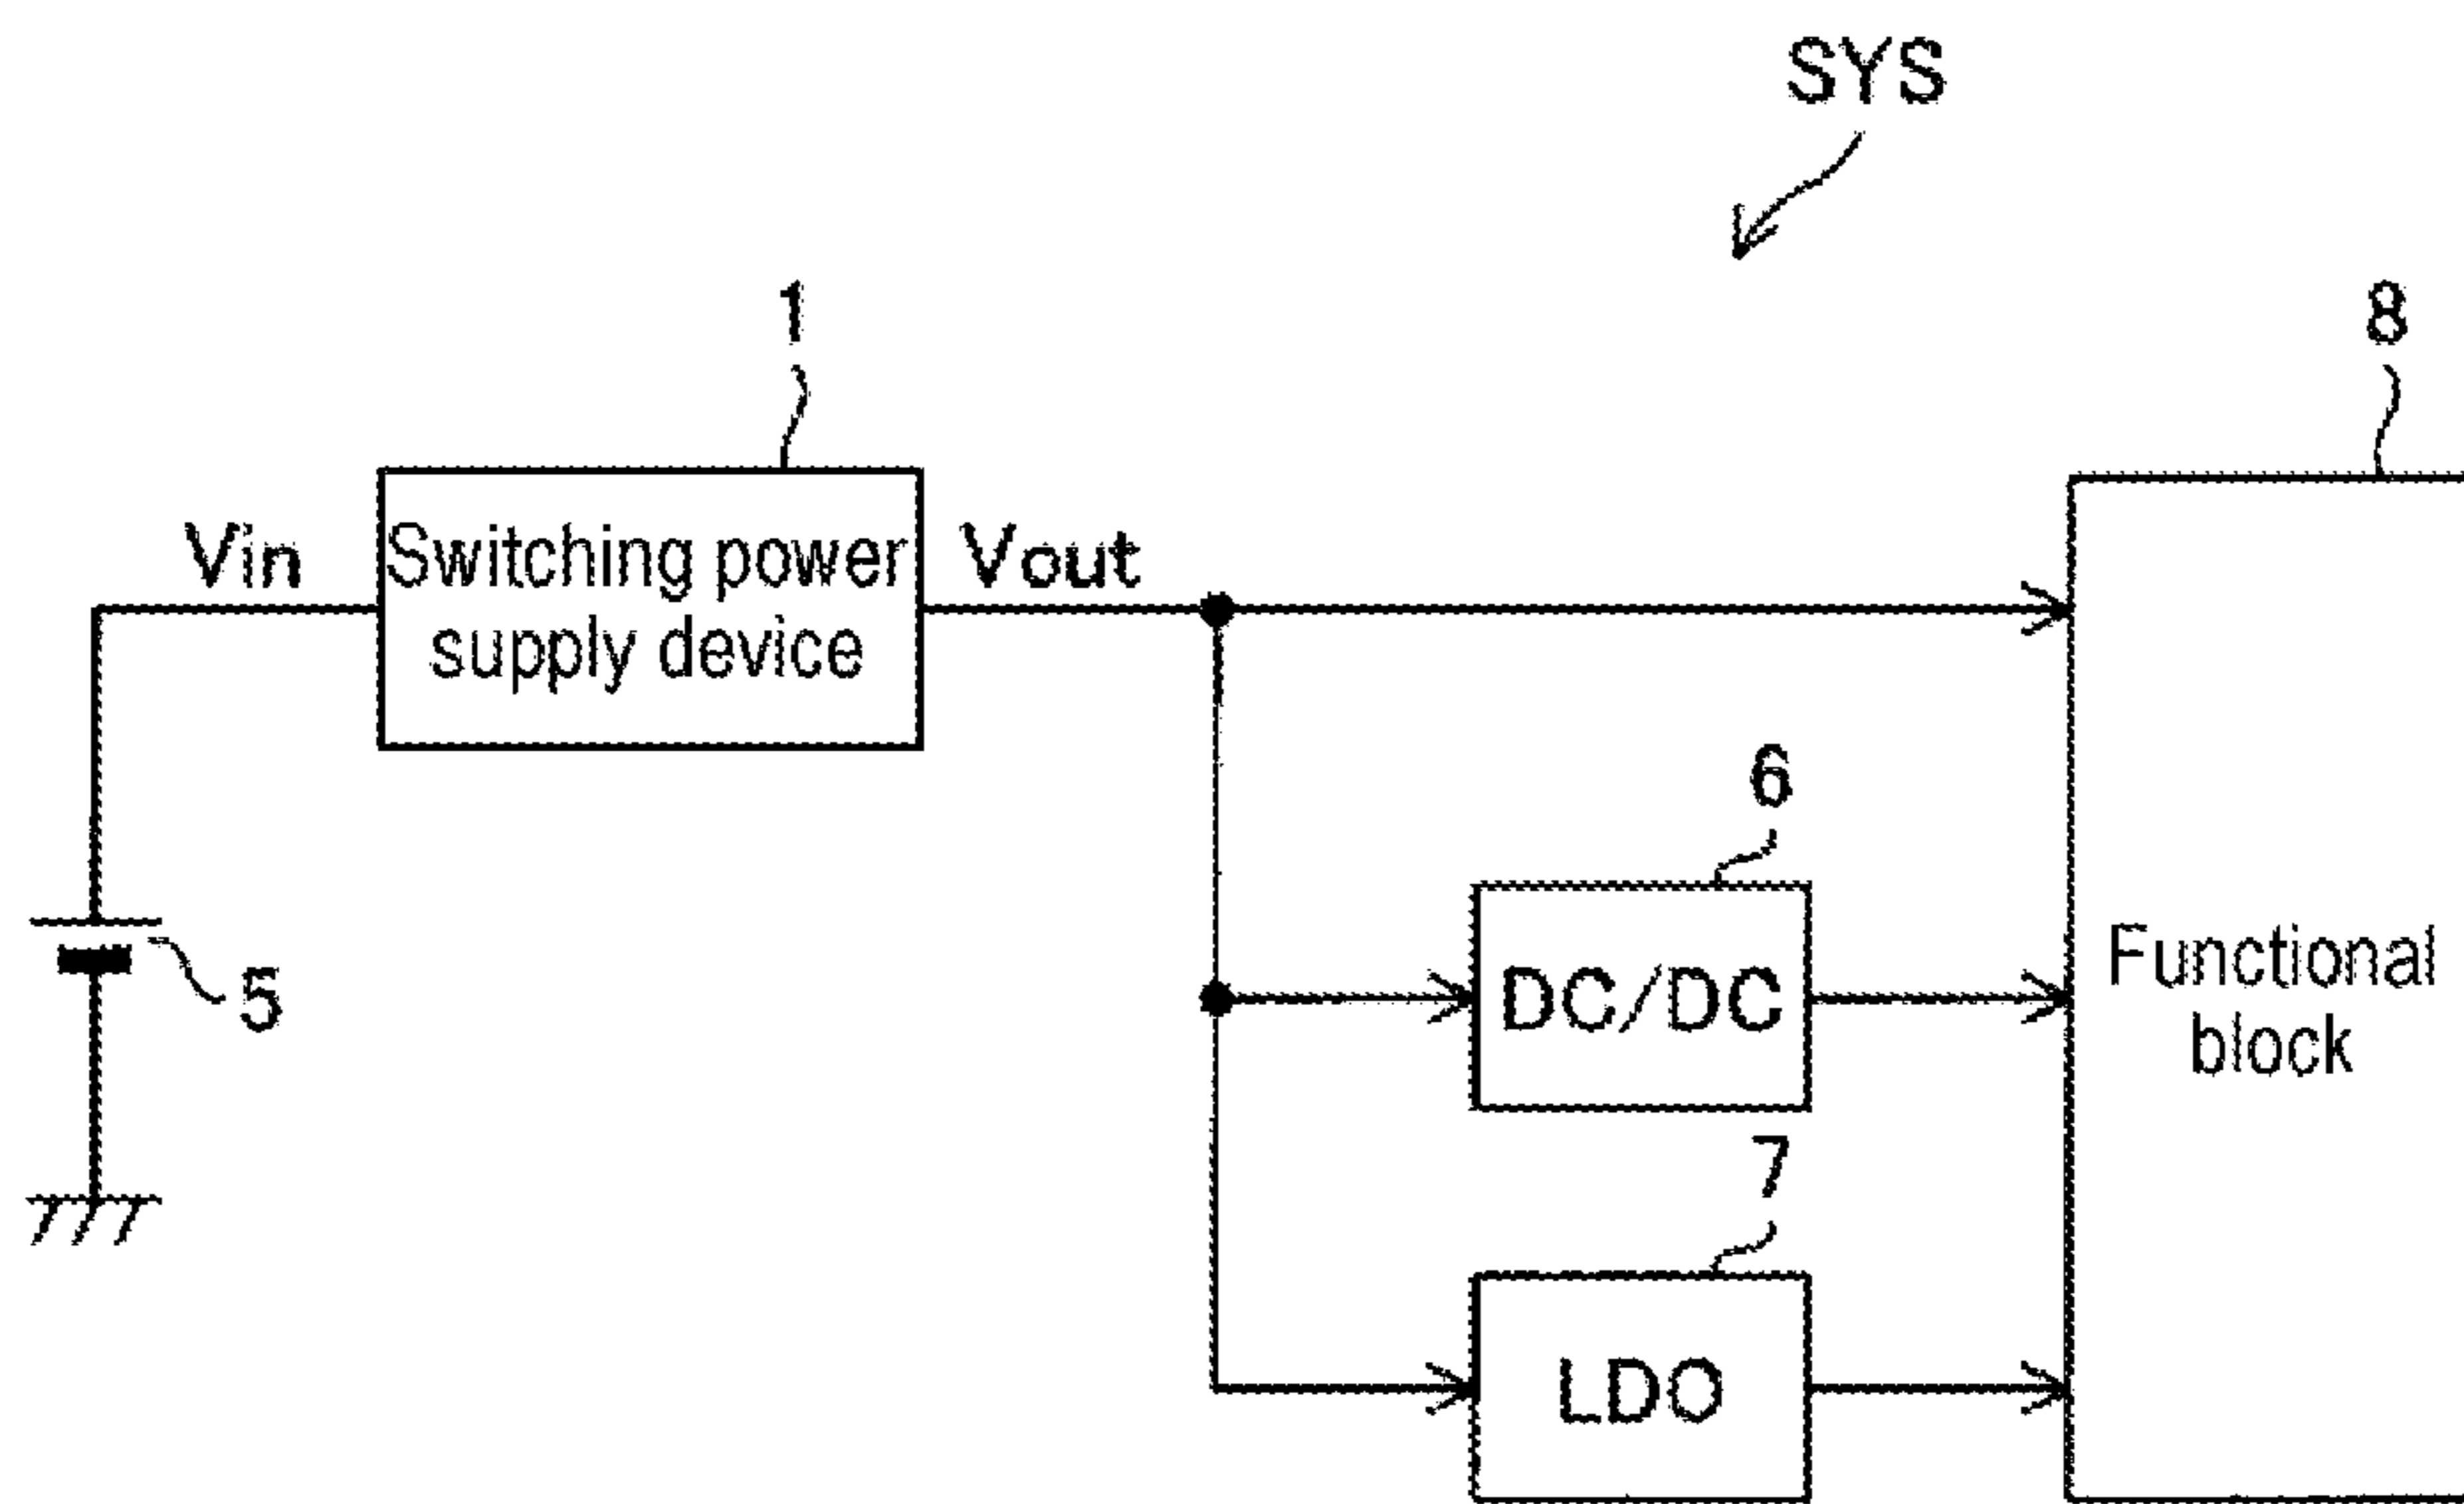 SYS
1
8
Vin
Switching power
supply device
Vout
6
5
DC/DC
Functional
block
7
LDO